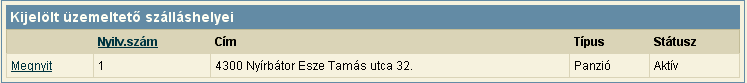 Kijelölt üzemeltető szálláshelyei
Nyilv.szám Cím Típus Státusz
Megnyit 1 4300 Nyírbátor Esze Tamás utca 32. Panzió Aktív